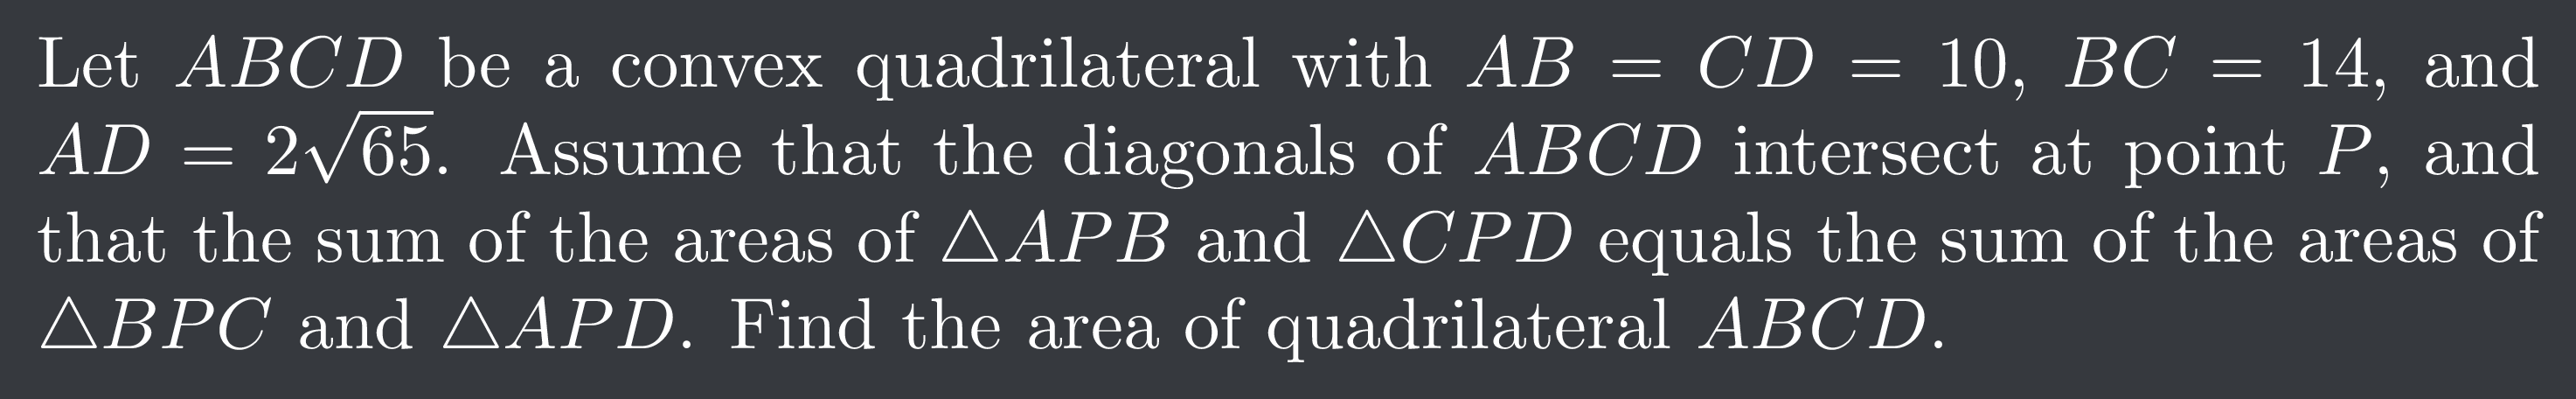 Let ABCD be a convex quadrilateral with AB = CD = 10, BC = 14, and
AD = 2√65. Assume that the diagonals of ABCD intersect at point P, and
that the sum of the areas of △APB and △CPD equals the sum of the areas of
△BPC and △APD. Find the area of quadrilateral ABCD.